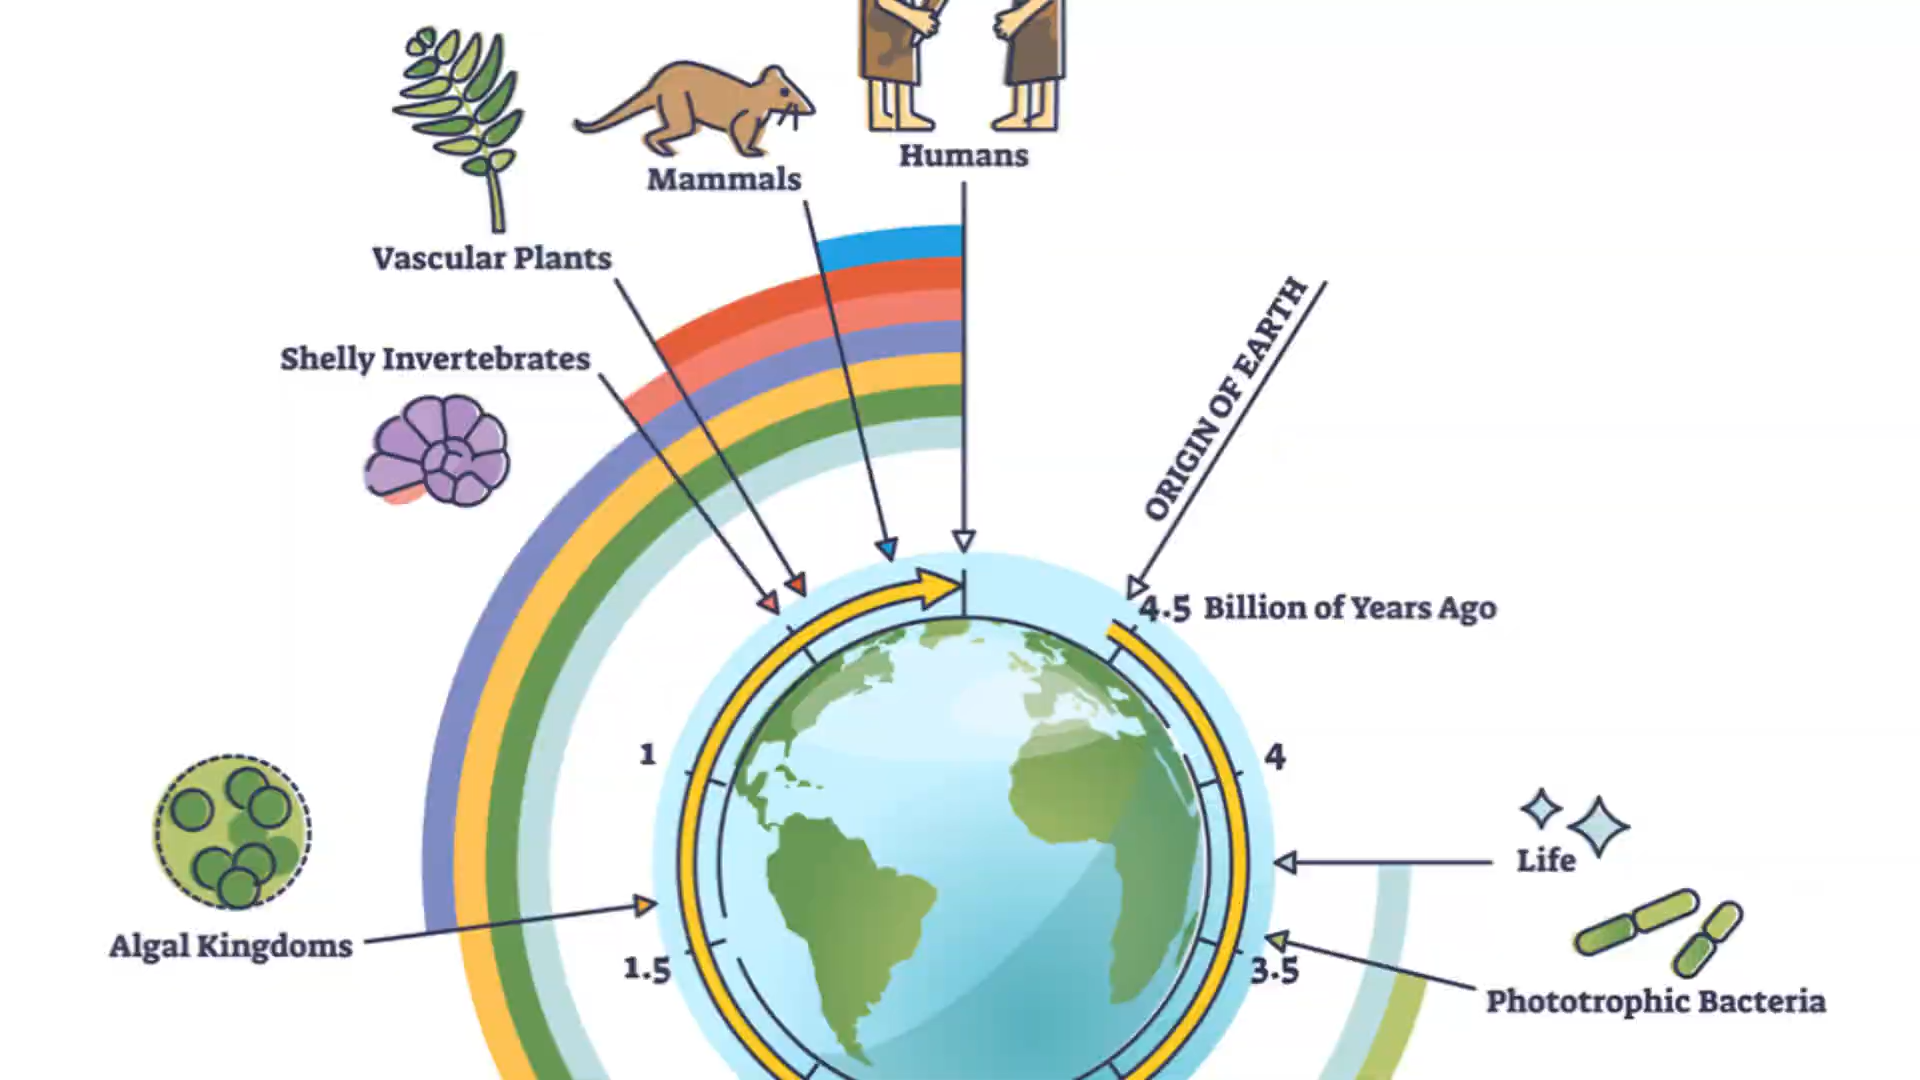 Humans
Mammals
Vascular Plants
Shelly Invertebrates
ORIGIN OF EARTH
4.5 Billion of Years Ago
1
4
Life
Algal Kingdoms
1.5
3.5
Phototrophic Bacteria